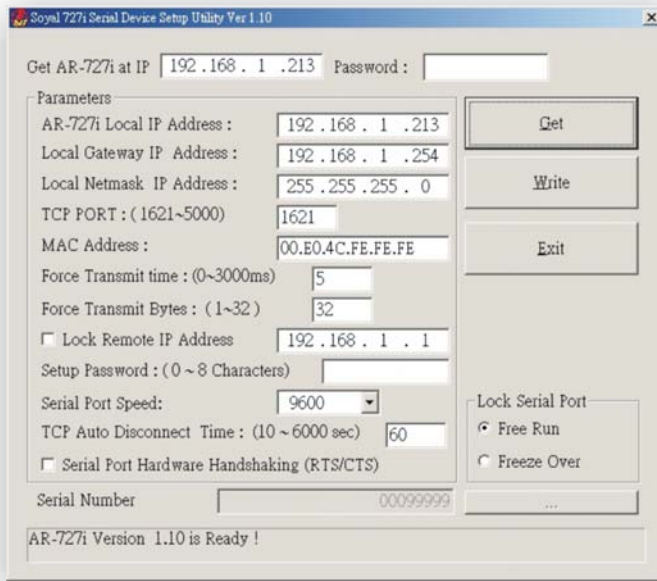 Soyal 727i Serial Device Setup Utility Ver 1.10
Get AR-727i at IP 192.168. 1 .213 Password :
Parameters
AR-727i Local IP Address : 192.168. 1 .213
Local Gateway IP Address : 192.168. 1 .254
Local Netmask IP Address : 255.255.255. 0
TCP PORT : ( 1621~5000) 1621
MAC Address : 00.E0.4C.FE.FE.FE
Force Transmit time : (0~3000ms) 5
Force Transmit Bytes : ( 1~32 ) 32
Lock Remote IP Address 192.168. 1 . 1
Setup Password : ( 0 ~ 8 Characters)
Serial Port Speed: 9600
TCP Auto Disconnect Time : (10 ~ 6000 sec) 60
Serial Port Hardware Handshaking (RTS/CTS)
Get
Write
Exit
Lock Serial Port
Free Run
Freeze Over
Serial Number 00099999
...
AR-727i Version 1.10 is Ready !